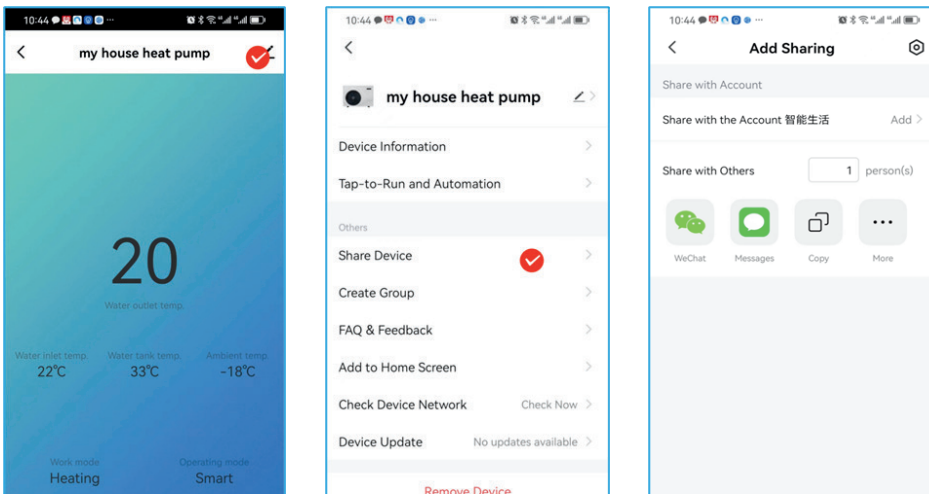 10:44
my house heat pump
20
Water outlet temp.
Water inlet temp. Water tank temp. Ambient temp.
22℃ 33℃ -18℃
Work mode Operating mode
Heating Smart
10:44
my house heat pump
Device Information
Tap-to-Run and Automation
Others
Share Device
Create Group
FAQ & Feedback
Add to Home Screen
Check Device Network Check Now
Device Update No updates available
Remove Device
10:44
Add Sharing
Share with Account
Share with the Account 智能生活 Add
Share with Others 1 person(s)
WeChat Messages Copy More